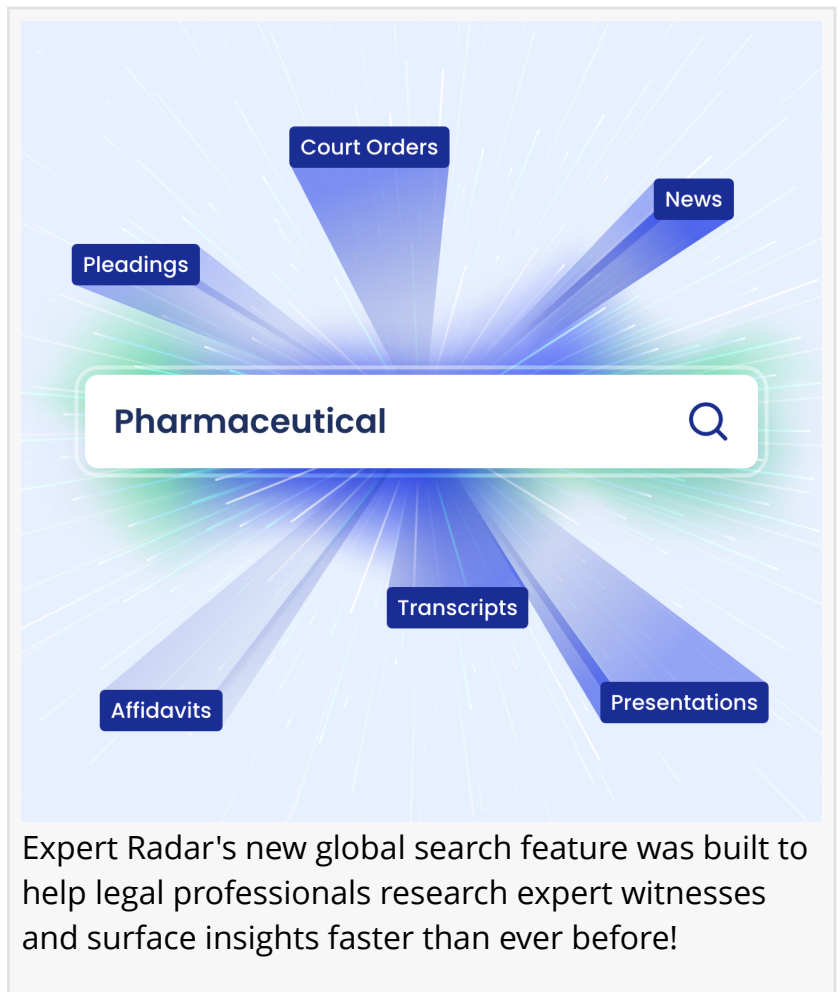 Court Orders
News
Pleadings
Pharmaceutical
Transcripts
Affidavits
Presentations
Expert Radar's new global search feature was built to
help legal professionals research expert witnesses
and surface insights faster than ever before!